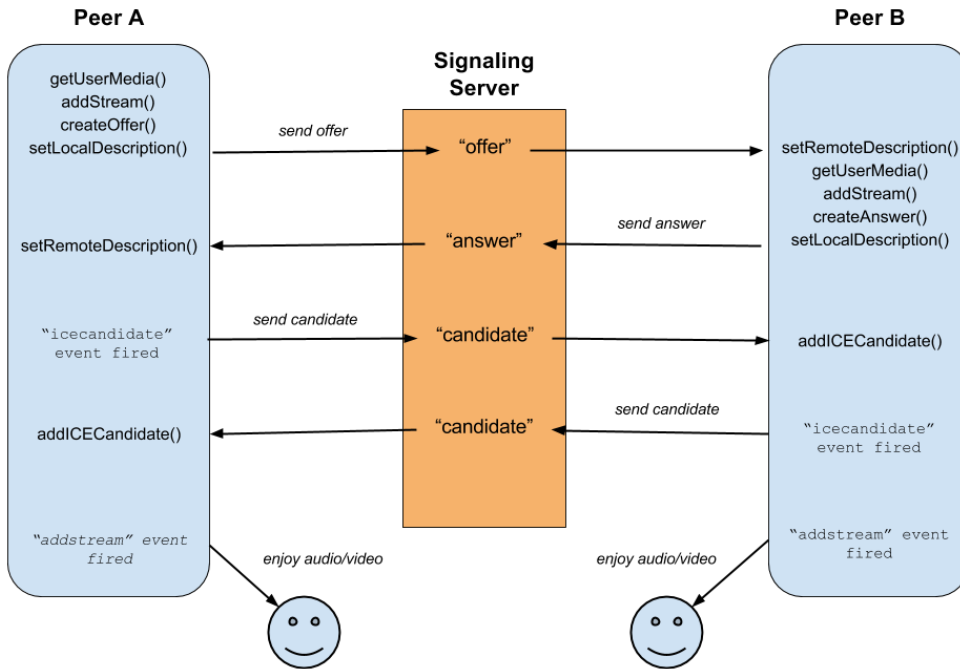 Peer A
Peer B
Signaling
Server
getUserMedia()
addStream()
createOffer()
setLocalDescription()
send offer
“offer”
setRemoteDescription()
getUserMedia()
addStream()
createAnswer()
setLocalDescription()
send answer
“answer”
setRemoteDescription()
“icecandidate”
event fired
send candidate
“candidate”
addICECandidate()
send candidate
“candidate”
addICECandidate()
“icecandidate”
event fired
“addstream” event
fired
enjoy audio/video
enjoy audio/video
“addstream” event
fired